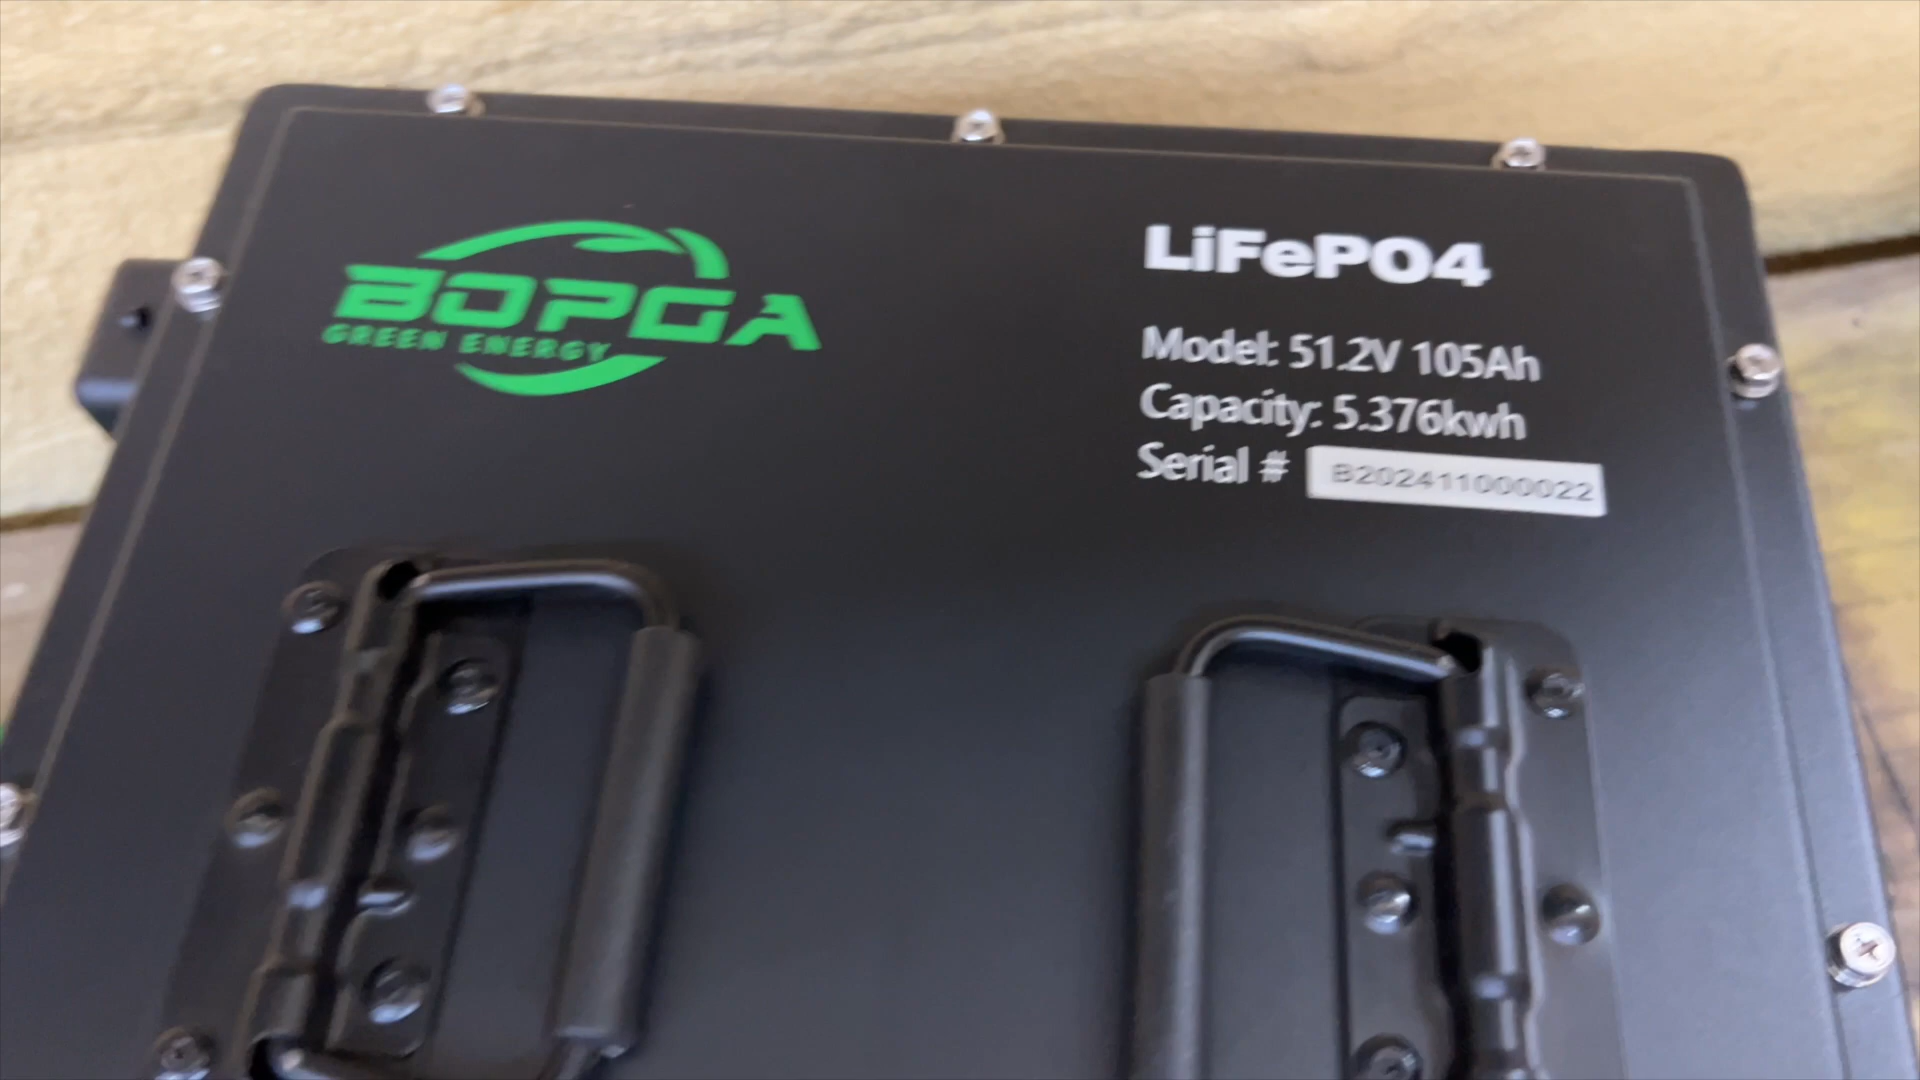 BOPGA
GREEN ENERGY
LiFePO4
Model: 51.2V 105Ah
Capacity: 5.376kwh
Serial # B202411000022